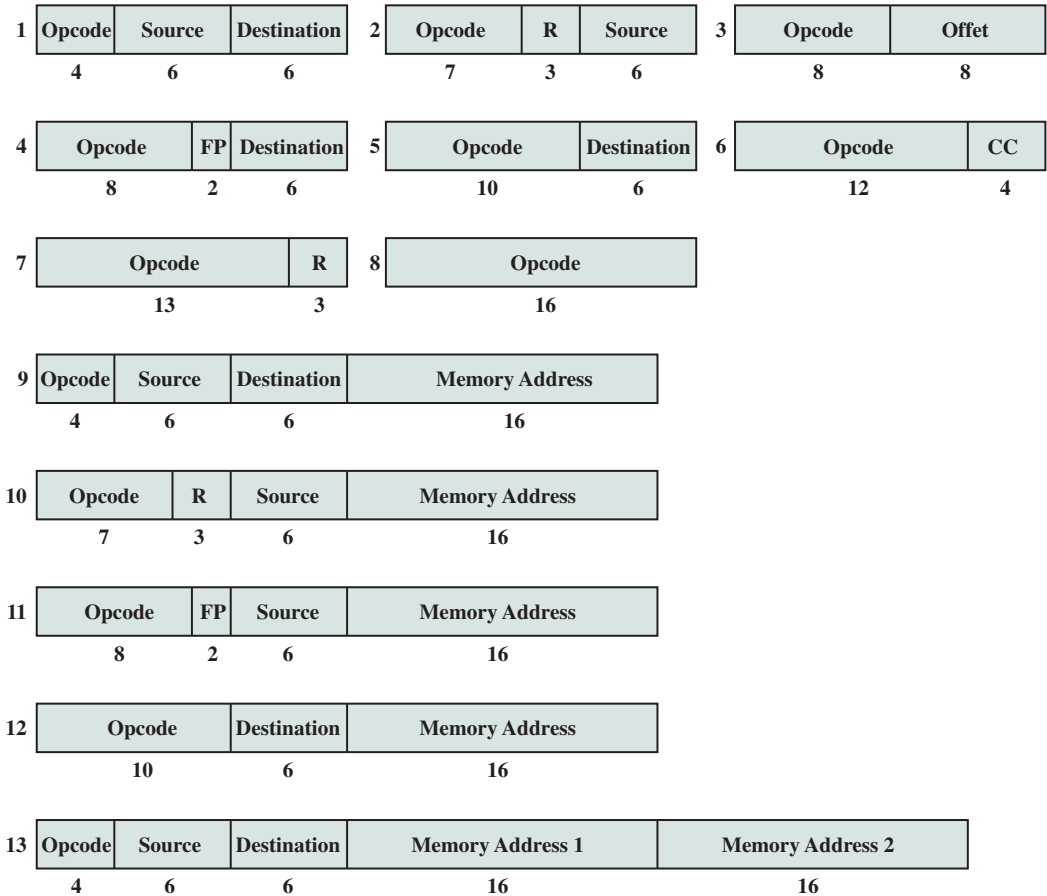 1 Opcode Source Destination 2 Opcode R Source 3 Opcode Offet
4 6 6 7 3 6 8 8
4 Opcode FP Destination 5 Opcode Destination 6 Opcode CC
8 2 6 10 6 12 4
7 Opcode R 8 Opcode
13 3 16
9 Opcode Source Destination Memory Address
4 6 6 16
10 Opcode R Source Memory Address
7 3 6 16
11 Opcode FP Source Memory Address
8 2 6 16
12 Opcode Destination Memory Address
10 6 16
13 Opcode Source Destination Memory Address 1 Memory Address 2
4 6 6 16 16